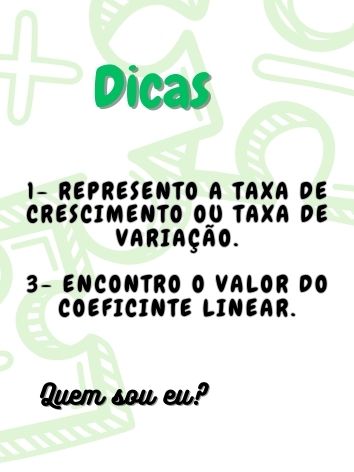 Dicas
1- REPRESENTO A TAXA DE
CRESCIMENTO OU TAXA DE
VARIAÇÃO.
3- ENCONTRO O VALOR DO
COEFICINTE LINEAR.
Quem sou eu?